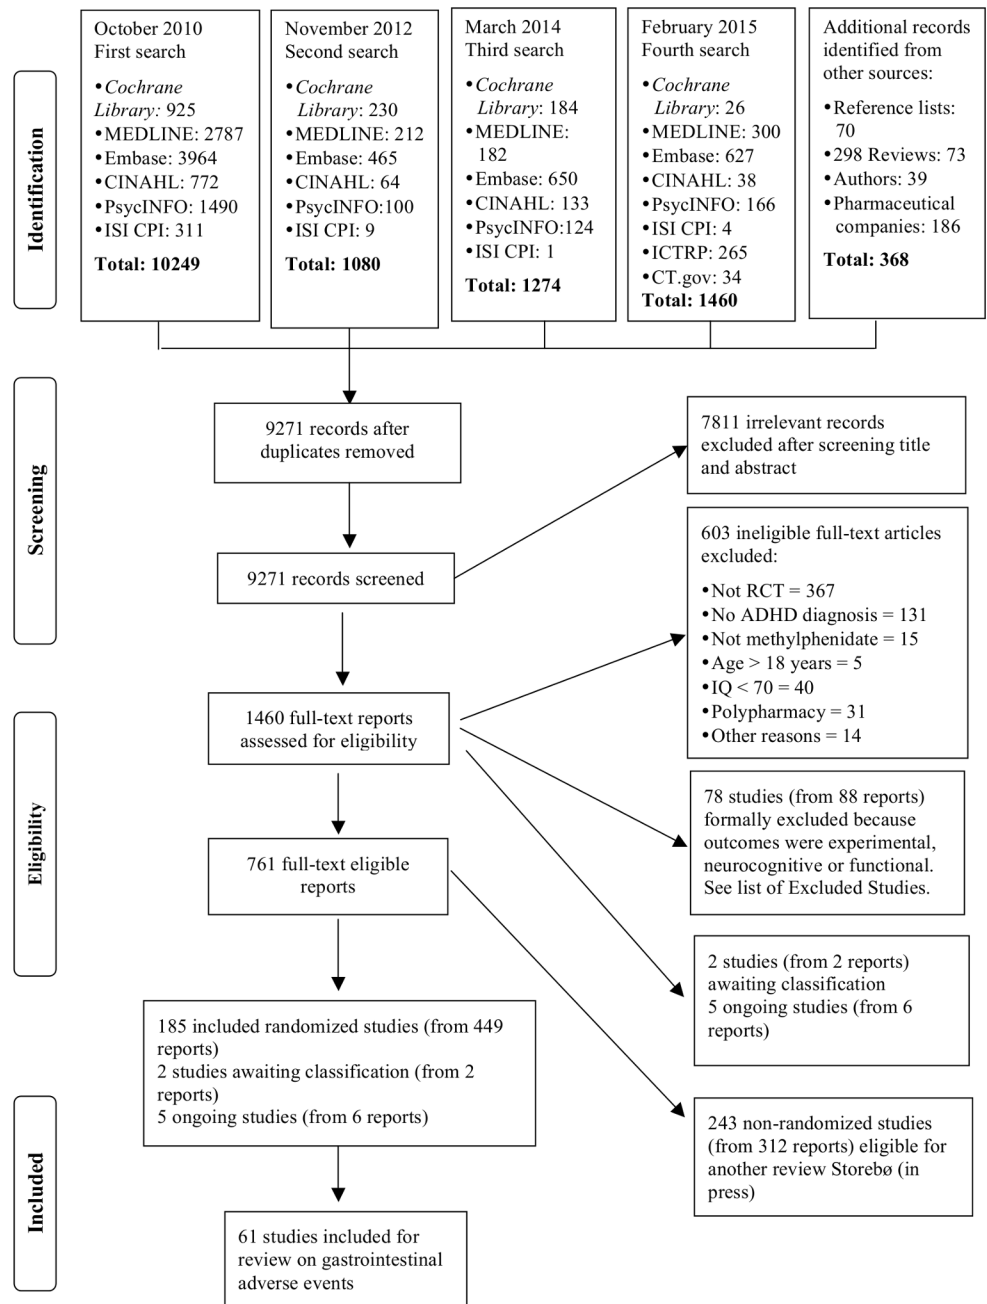 October 2010
First search
•Cochrane
Library: 925
•MEDLINE: 2787
•Embase: 3964
•CINAHL: 772
•PsycINFO: 1490
•ISI CPI: 311
Total: 10249
November 2012
Second search
•Cochrane
Library: 230
•MEDLINE: 212
•Embase: 465
•CINAHL: 64
•PsycINFO:100
•ISI CPI: 9
Total: 1080
March 2014
Third search
•Cochrane
Library: 184
•MEDLINE:
182
•Embase: 650
•CINAHL: 133
•PsycINFO:124
•ISI CPI: 1
Total: 1274
February 2015
Fourth search
•Cochrane
Library: 26
•MEDLINE: 300
•Embase: 627
•CINAHL: 38
•PsycINFO: 166
•ISI CPI: 4
•ICTRP: 265
•CT.gov: 34
Total: 1460
Additional records
identified from
other sources:
•Reference lists:
70
•298 Reviews: 73
•Authors: 39
•Pharmaceutical
companies: 186
Total: 368
Identification
Screening
9271 records after
duplicates removed
7811 irrelevant records
excluded after screening title
and abstract
9271 records screened
603 ineligible full-text articles
excluded:
•Not RCT = 367
•No ADHD diagnosis = 131
•Not methylphenidate = 15
•Age > 18 years = 5
•IQ < 70 = 40
•Polypharmacy = 31
•Other reasons = 14
Eligibility
1460 full-text reports
assessed for eligibility
78 studies (from 88 reports)
formally excluded because
outcomes were experimental,
neurocognitive or functional.
See list of Excluded Studies.
761 full-text eligible
reports
2 studies (from 2 reports)
awaiting classification
5 ongoing studies (from 6
reports)
185 included randomized studies (from 449
reports)
2 studies awaiting classification (from 2
reports)
5 ongoing studies (from 6 reports)
243 non-randomized studies
(from 312 reports) eligible for
another review Storebø (in
press)
Included
61 studies included for
review on gastrointestinal
adverse events